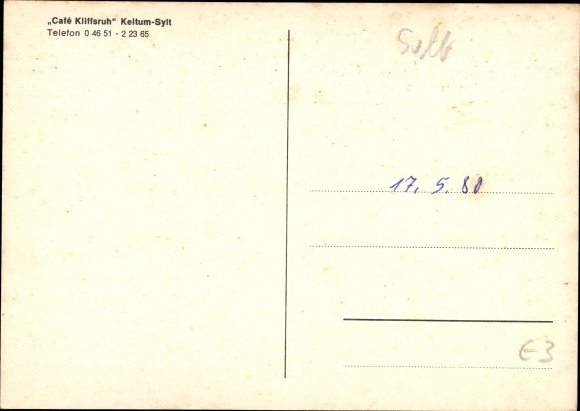 „Café Kliffsruh" Keitum-Sylt
Telefon 0 46 51 - 2 23 65
17. 5. 80
E3